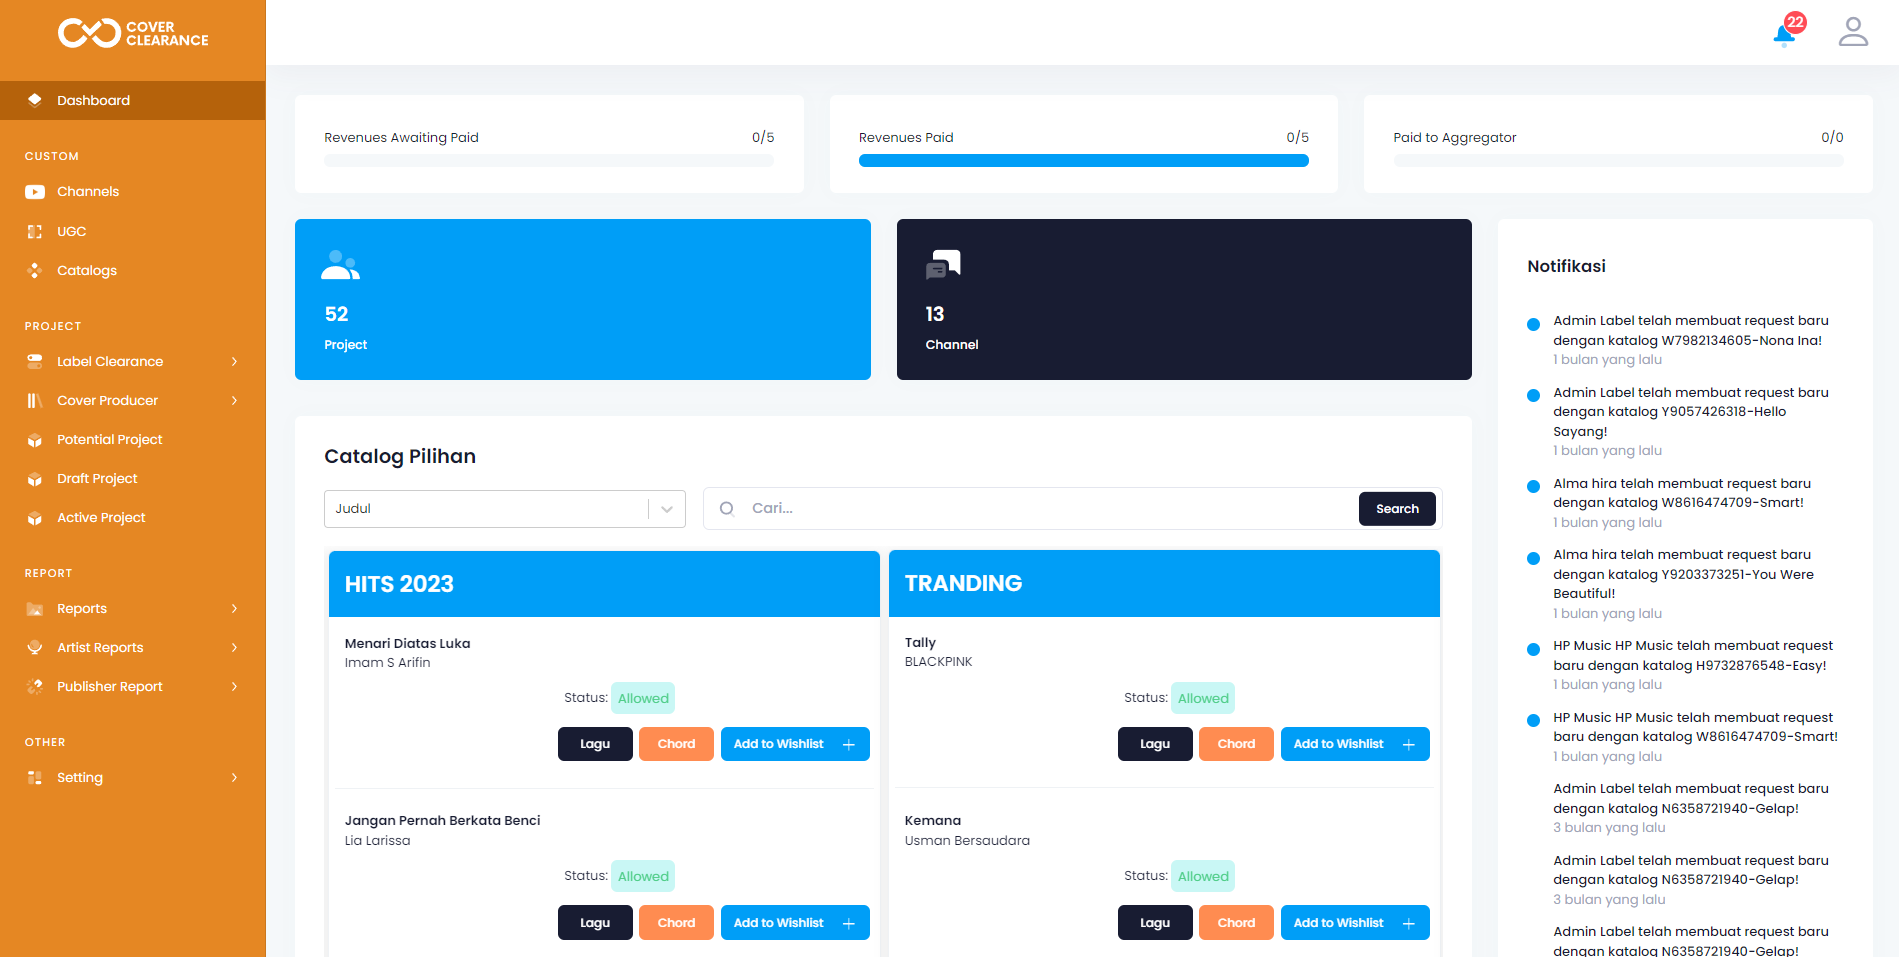 COVER
CLEARANCE
22
Dashboard
CUSTOM
Channels
UGC
Catalogs
PROJECT
Label Clearance
Cover Producer
Potential Project
Draft Project
Active Project
REPORT
Reports
Artist Reports
Publisher Report
OTHER
Setting
Revenues Awaiting Paid 0/5
Revenues Paid 0/5
Paid to Aggregator 0/0
52
Project
13
Channel
Catalog Pilihan
Judul
Cari...
Search
HITS 2023
Menari Diatas Luka
Imam S Arifin
Status: Allowed
Lagu Chord Add to Wishlist
Jangan Pernah Berkata Benci
Lia Larissa
Status: Allowed
Lagu Chord Add to Wishlist
TRANDING
Tally
BLACKPINK
Status: Allowed
Lagu Chord Add to Wishlist
Kemana
Usman Bersaudara
Status: Allowed
Lagu Chord Add to Wishlist
Notifikasi
Admin Label telah membuat request baru
dengan katalog W7982134605-Nona Ina!
1 bulan yang lalu
Admin Label telah membuat request baru
dengan katalog Y9057426318-Hello
Sayang!
1 bulan yang lalu
Alma hira telah membuat request baru
dengan katalog W8616474709-Smart!
1 bulan yang lalu
Alma hira telah membuat request baru
dengan katalog Y9203373251-You Were
Beautiful!
1 bulan yang lalu
HP Music HP Music telah membuat request
baru dengan katalog H9732876548-Easy!
1 bulan yang lalu
HP Music HP Music telah membuat request
baru dengan katalog W8616474709-Smart!
1 bulan yang lalu
Admin Label telah membuat request baru
dengan katalog N6358721940-Gelap!
3 bulan yang lalu
Admin Label telah membuat request baru
dengan katalog N6358721940-Gelap!
3 bulan yang lalu
Admin Label telah membuat request baru
dengan katalog N6358721940-Gelap!